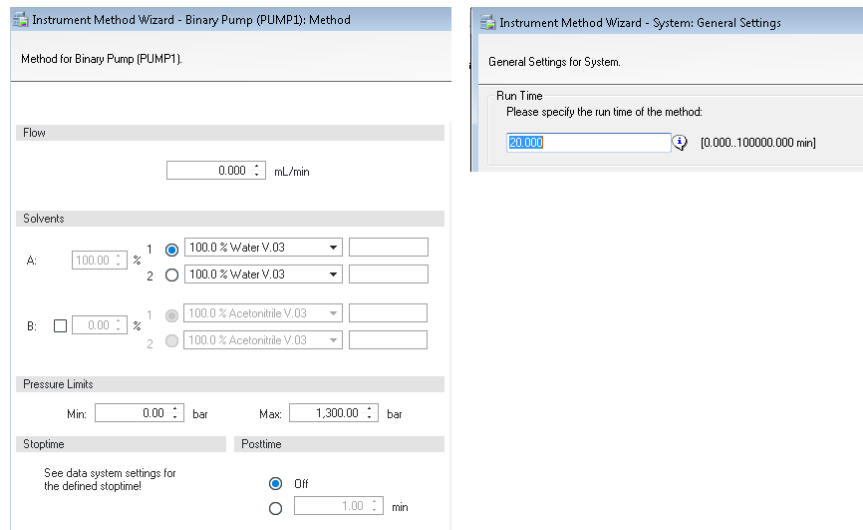 Instrument Method Wizard - Binary Pump (PUMP1): Method
Method for Binary Pump (PUMP1).
Flow
0.000 mL/min
Solvents
A: 100.00 %
1 100.0 % Water V.03
2 100.0 % Water V.03
B: 0.00 %
1 100.0 % Acetonitrile V.03
2 100.0 % Acetonitrile V.03
Pressure Limits
Min: 0.00 bar Max: 1,300.00 bar
Stoptime Posttime
See data system settings for
the defined stoptime!
Off
1.00 min
Instrument Method Wizard - System: General Settings
General Settings for System.
Run Time
Please specify the run time of the method:
20.000 [0.000..100000.000 min]